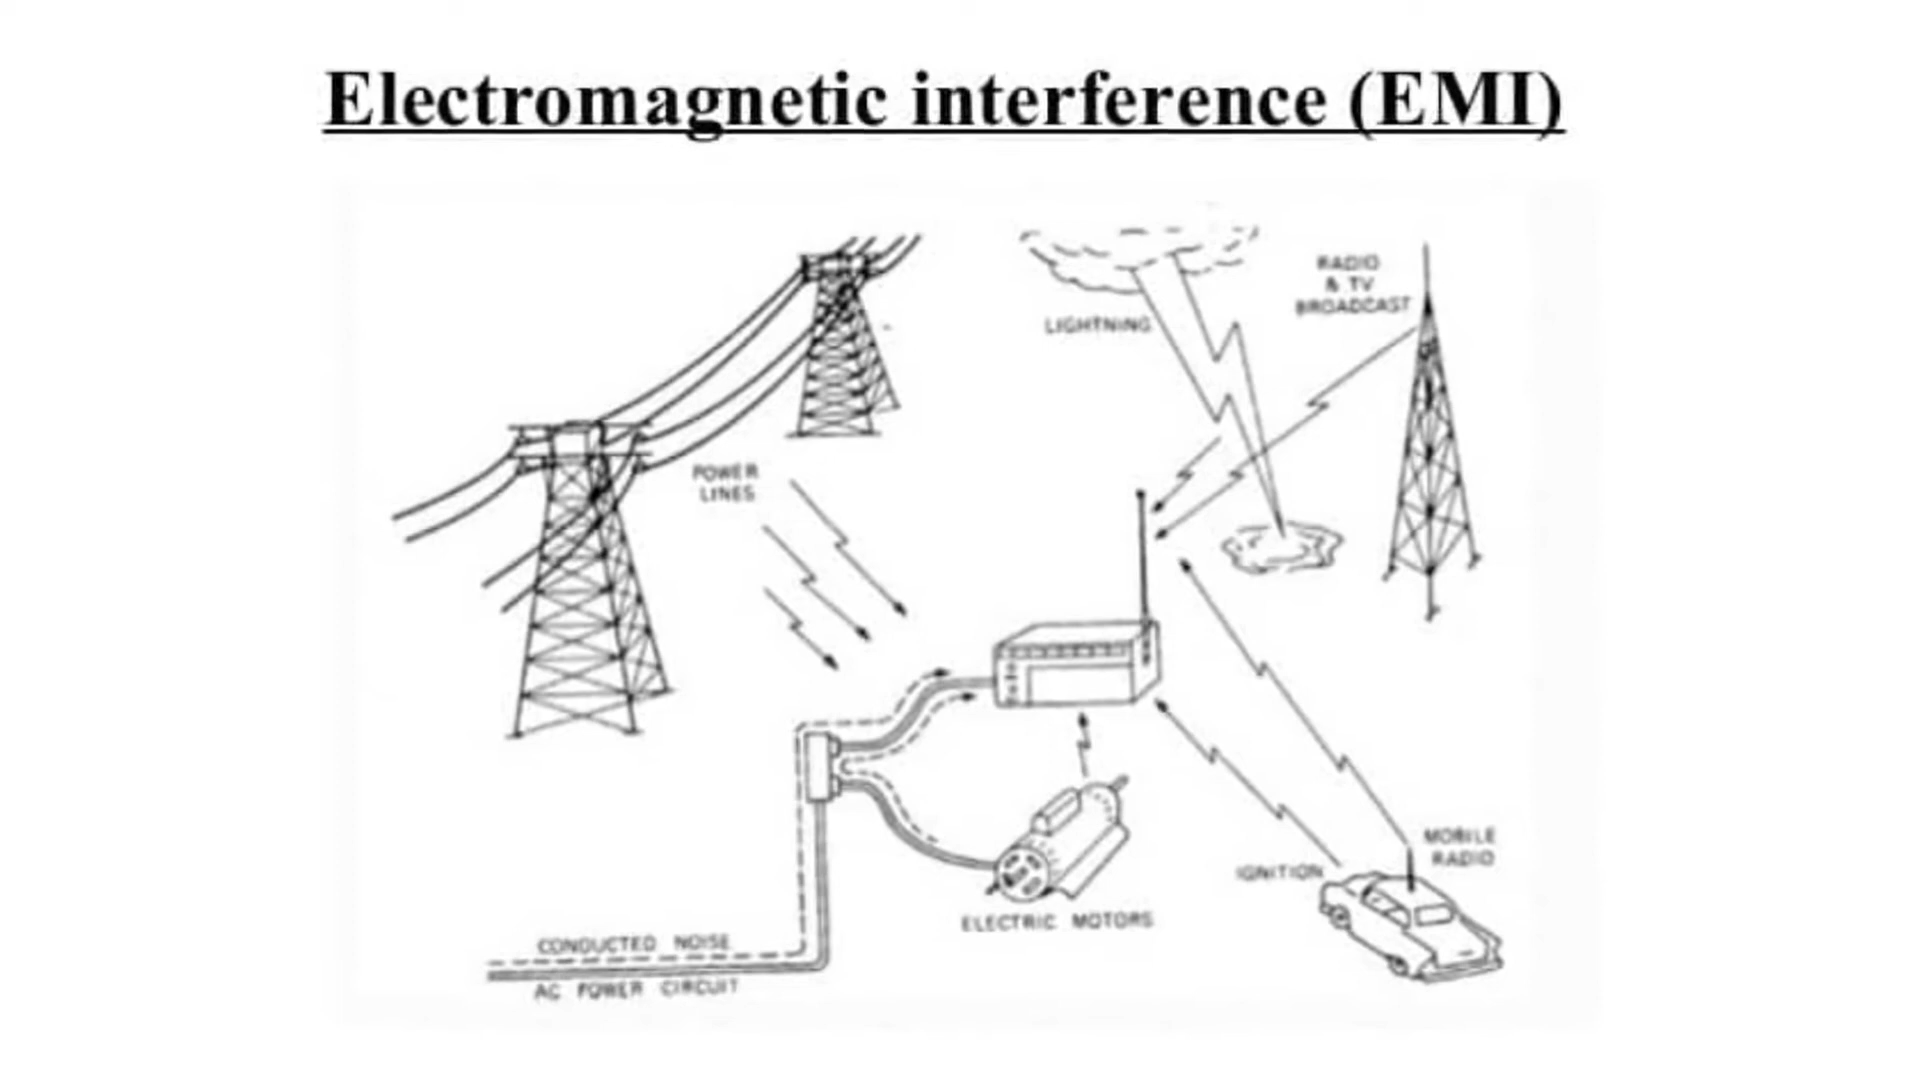 Electromagnetic interference (EMI)
RADIO
& TV
BROADCAST
LIGHTNING
POWER
LINES
MOBILE
RADIO
IGNITION
ELECTRIC MOTORS
CONDUCTED NOISE
AC POWER CIRCUIT